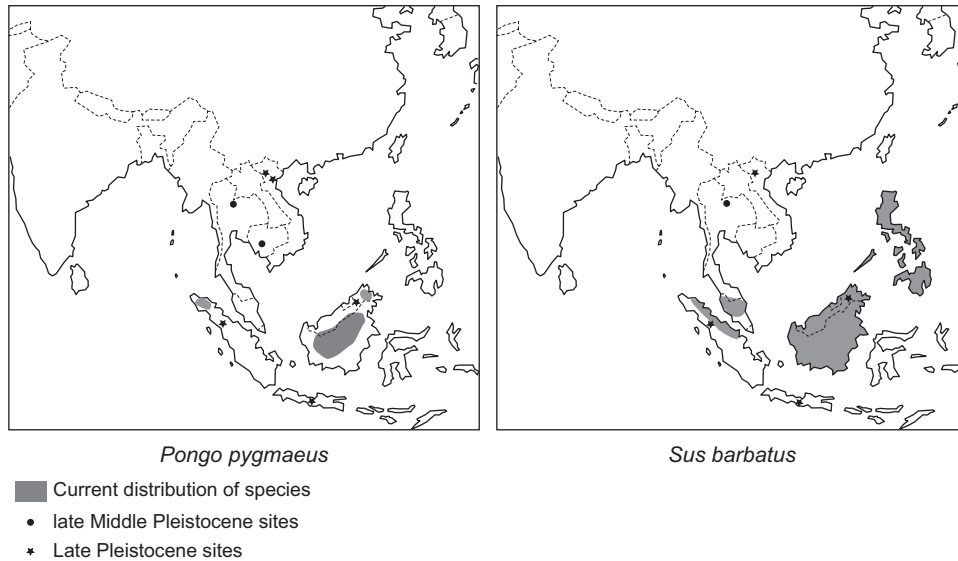 Pongo pygmaeus
Sus barbatus
Current distribution of species
late Middle Pleistocene sites
Late Pleistocene sites